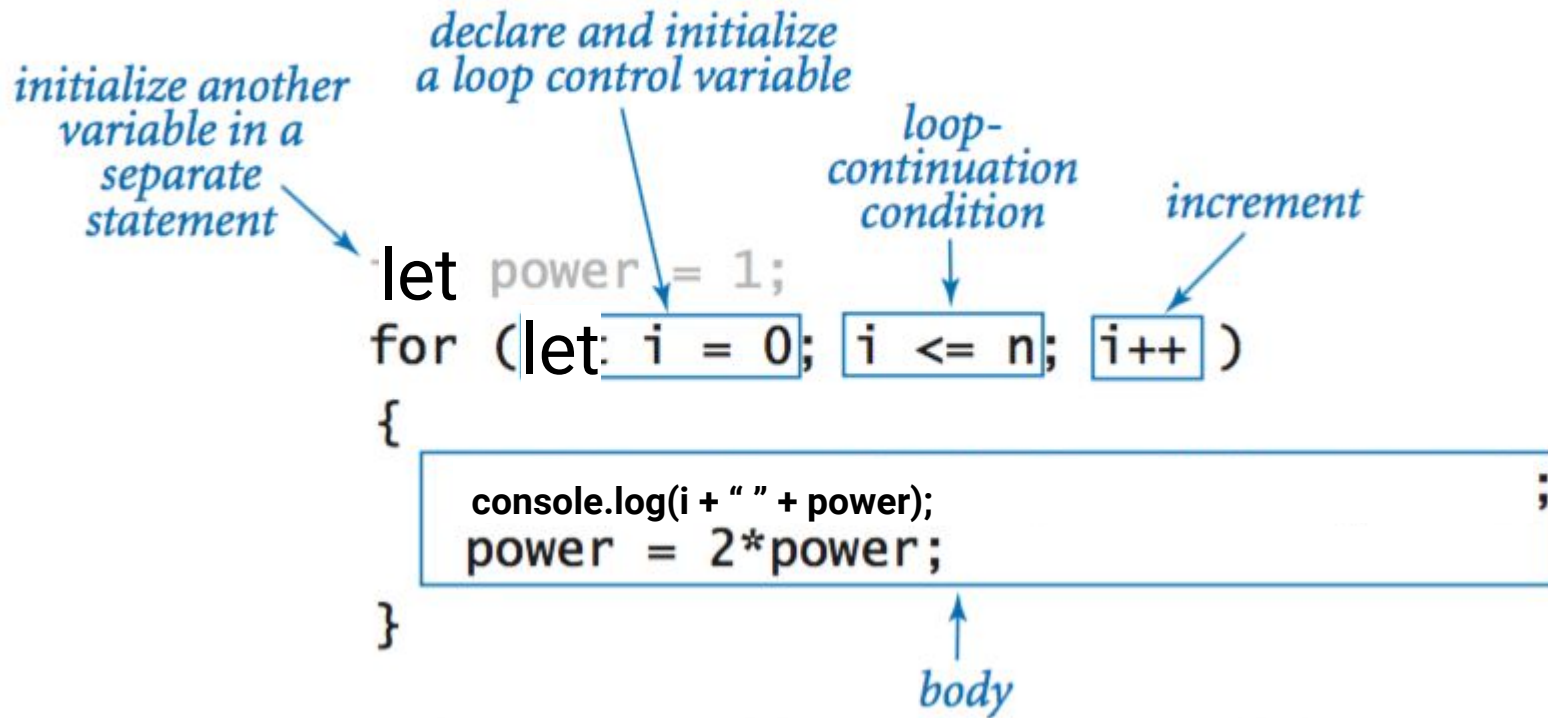 declare and initialize
a loop control variable
initialize another
variable in a
separate
statement
loop-
continuation
condition
increment
let power = 1;
for (let i = 0; i <= n; i++ )
{
;
console.log(i + “ ” + power);
power = 2*power;
}
body